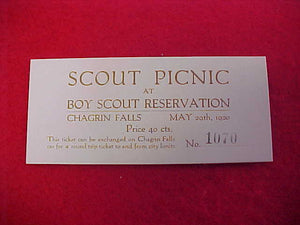 SCOUT PICNIC
AT
BOY SCOUT RESERVATION
CHAGRIN FALLS MAY 20th, 1920
Price 40 cts.
This ticket can be exchanged on Chagrin Falls
car for a round trip ticket to and from city limits
No. 1070